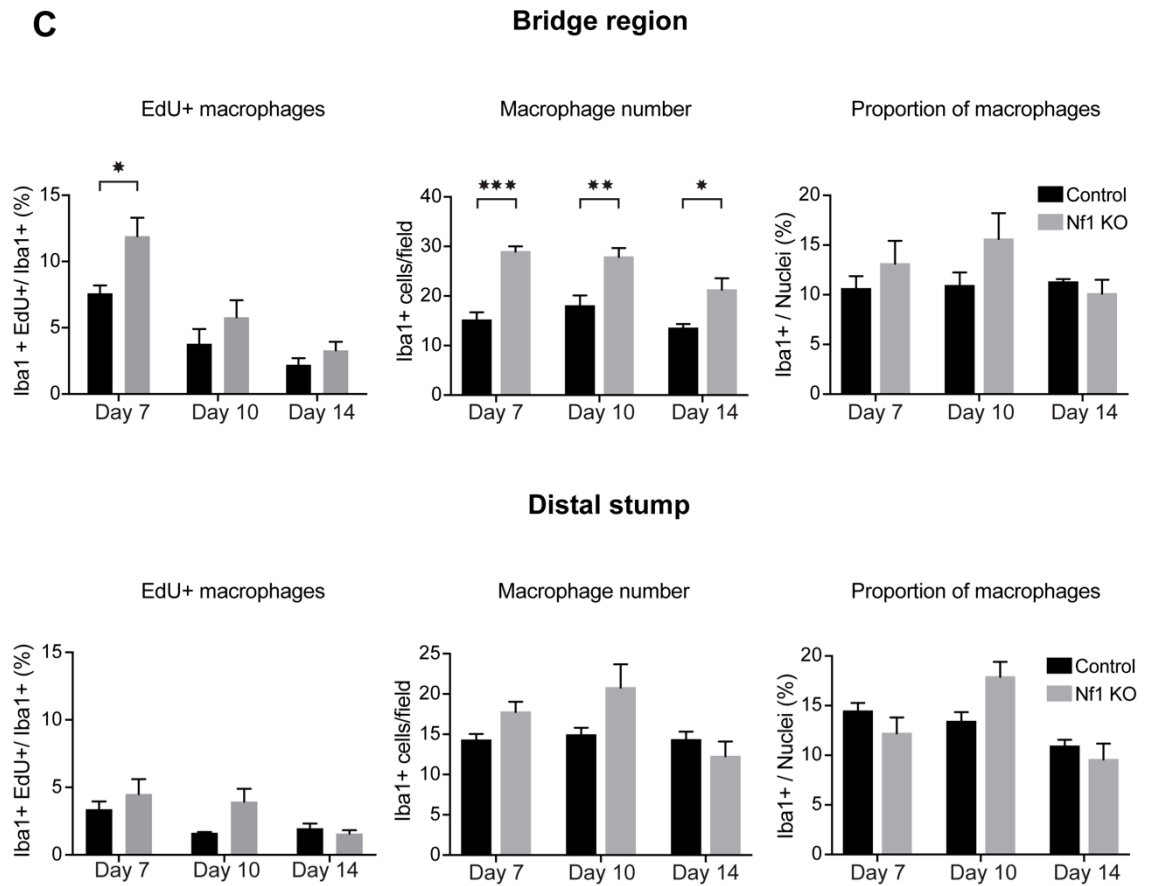 C
Bridge region
EdU+ macrophages
Macrophage number
Proportion of macrophages
Iba1 + EdU+/ Iba1+ (%)
15
10
5
0
*
Day 7
Day 10
Day 14
Iba1+ cells/field
40
30
20
10
0
***
**
*
Day 7
Day 10
Day 14
Iba1+ / Nuclei (%)
20
15
10
5
0
Control
Nf1 KO
Day 7
Day 10
Day 14
Distal stump
EdU+ macrophages
Macrophage number
Proportion of macrophages
Iba1+ EdU+/ Iba1+ (%)
15
10
5
0
Day 7
Day 10
Day 14
Iba1+ cells/field
25
20
15
10
5
0
Day 7
Day 10
Day 14
Iba1+ / Nuclei (%)
20
15
10
5
0
Control
Nf1 KO
Day 7
Day 10
Day 14